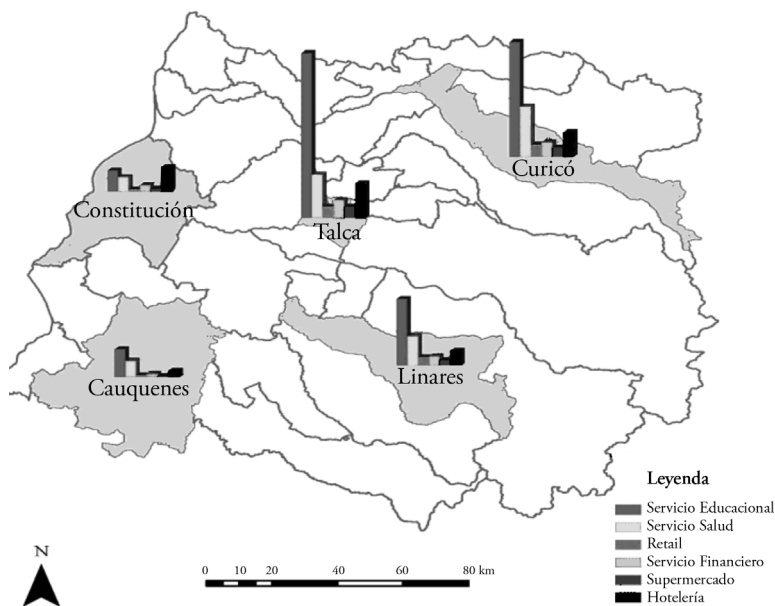 Curicó
Constitución
Talca
Cauquenes
Linares
Leyenda
Servicio Educacional
Servicio Salud
Retail
Servicio Financiero
Supermercado
Hotelería
N
0 10 20 40 60 80 km